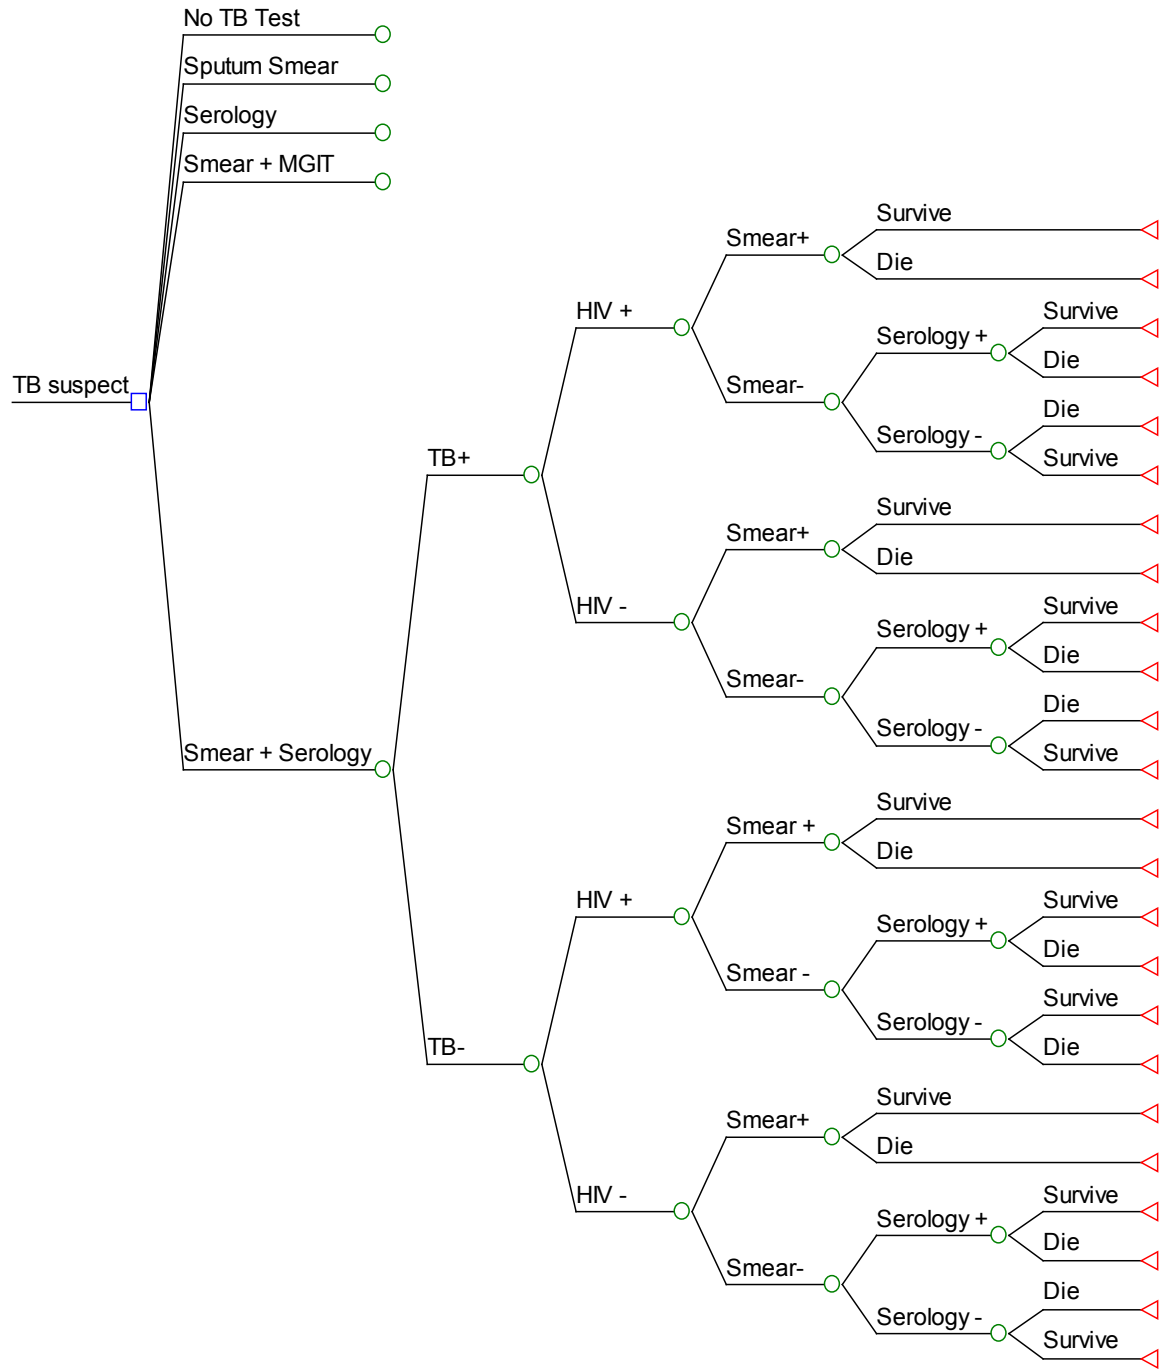 No TB Test
Sputum Smear
Serology
Smear + MGIT
TB suspect
Smear + Serology
TB+
HIV +
Smear+
Survive
Die
Smear-
Serology +
Survive
Die
Serology -
Die
Survive
HIV -
Smear+
Survive
Die
Smear-
Serology +
Survive
Die
Serology -
Die
Survive
TB-
HIV +
Smear +
Survive
Die
Smear -
Serology +
Survive
Die
Serology -
Survive
Die
HIV -
Smear+
Survive
Die
Smear-
Serology +
Survive
Die
Serology -
Die
Survive